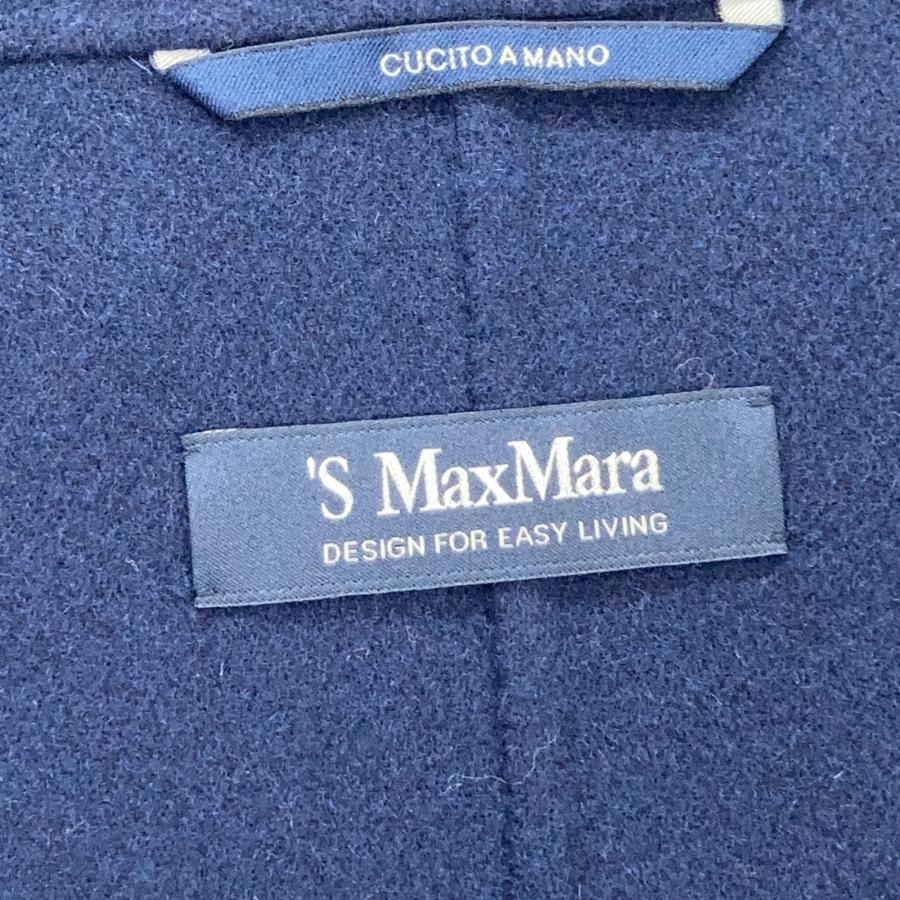 CUCITO A MANO
'S MaxMara
DESIGN FOR EASY LIVING